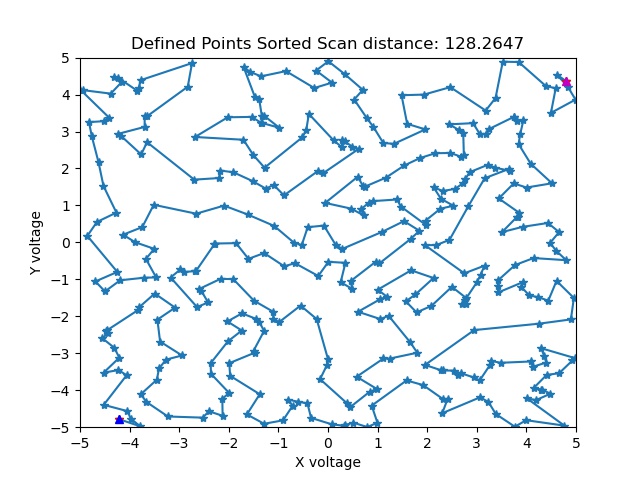 Defined Points Sorted Scan distance: 128.2647
5
4
3
2
1
0
−1
−2
−3
−4
−5
Y voltage
−5 −4 −3 −2 −1 0 1 2 3 4 5
X voltage